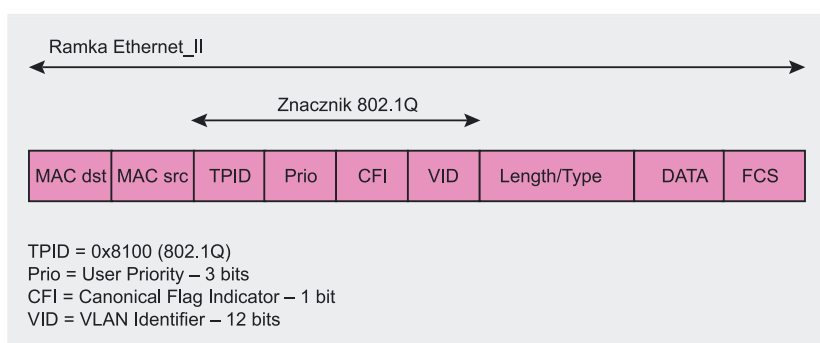 Ramka Ethernet_II
Znacznik 802.1Q
MAC dst MAC src TPID Prio CFI VID Length/Type DATA FCS
TPID = 0x8100 (802.1Q)
Prio = User Priority – 3 bits
CFI = Canonical Flag Indicator – 1 bit
VID = VLAN Identifier – 12 bits